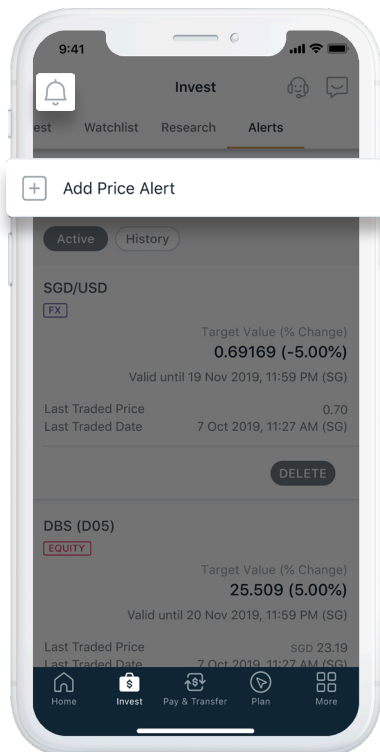 9:41
Invest
est Watchlist Research Alerts
Add Price Alert
Active History
SGD/USD
FX
Target Value (% Change)
0.69169 (-5.00%)
Valid until 19 Nov 2019, 11:59 PM (SG)
Last Traded Price 0.70
Last Traded Date 7 Oct 2019, 11:27 AM (SG)
DELETE
DBS (D05)
EQUITY
Target Value (% Change)
25.509 (5.00%)
Valid until 20 Nov 2019, 11:59 PM (SG)
Last Traded Price SGD 23.19
Last Traded Date 7 Oct 2019, 11:27 AM (SG)
Home Invest Pay & Transfer Plan More